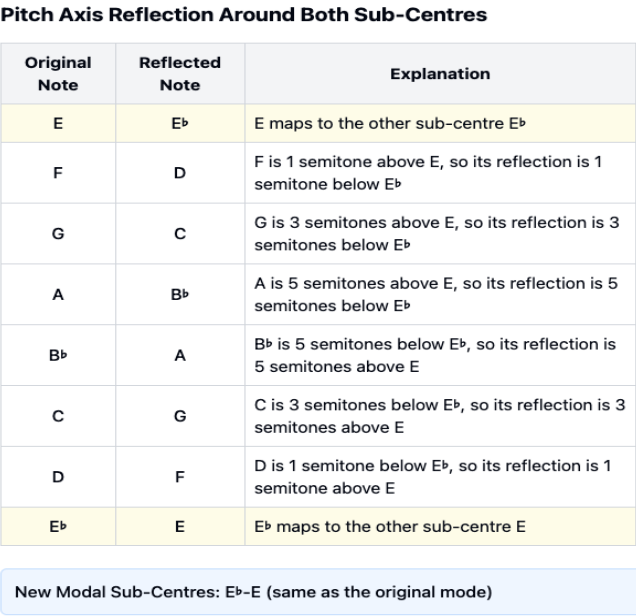 Pitch Axis Reflection Around Both Sub-Centres
Original Note
Reflected Note
Explanation
E
E♭
E maps to the other sub-centre E♭
F
D
F is 1 semitone above E, so its reflection is 1
semitone below E♭
G
C
G is 3 semitones above E, so its reflection is 3
semitones below E♭
A
B♭
A is 5 semitones above E, so its reflection is 5
semitones below E♭
B♭
A
B♭ is 5 semitones below E♭, so its reflection is
5 semitones above E
C
G
C is 3 semitones below E♭, so its reflection is 3
semitones above E
D
F
D is 1 semitone below E♭, so its reflection is 1
semitone above E
E♭
E
E♭ maps to the other sub-centre E
New Modal Sub-Centres: E♭-E (same as the original mode)